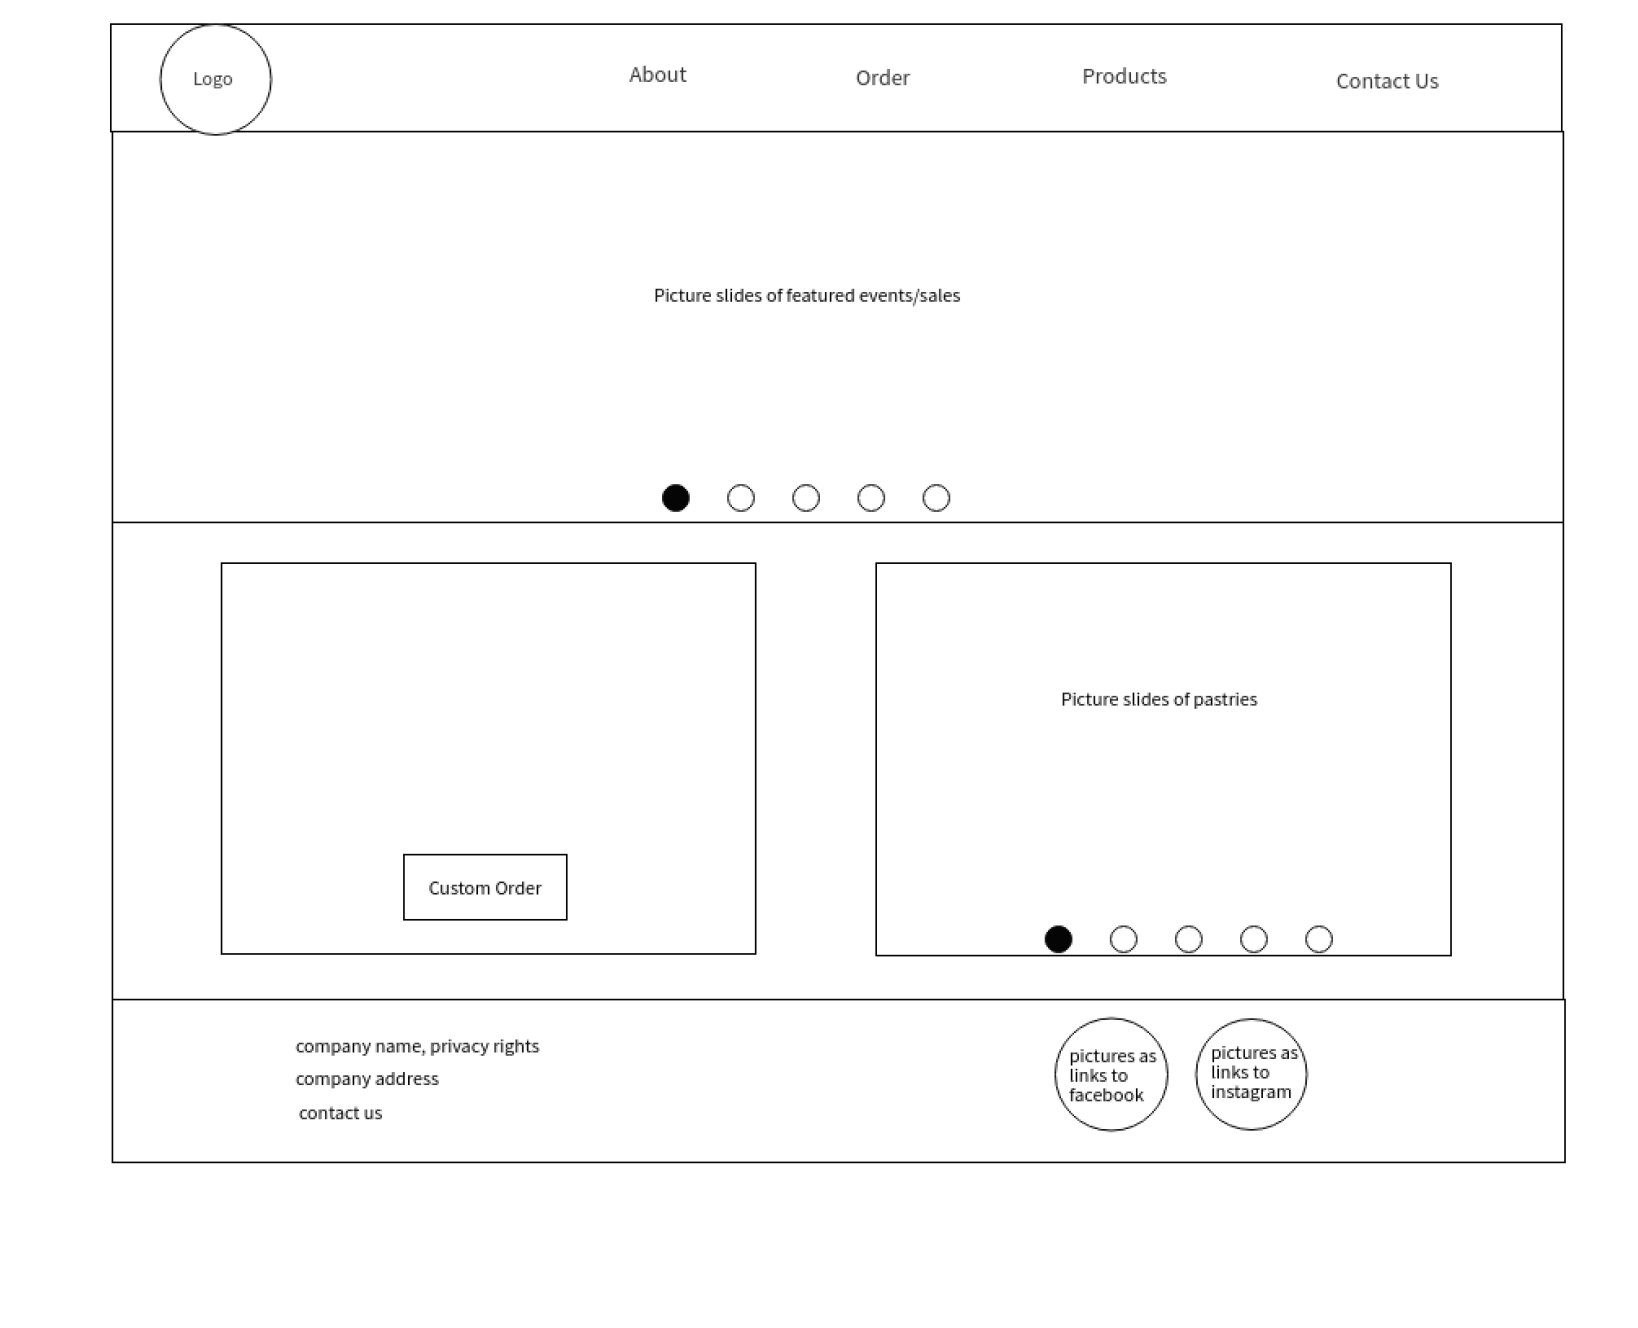 Logo
About
Order
Products
Contact Us
Picture slides of featured events/sales
Custom Order
Picture slides of pastries
company name, privacy rights
company address
contact us
pictures as
links to
facebook
pictures as
links to
instagram